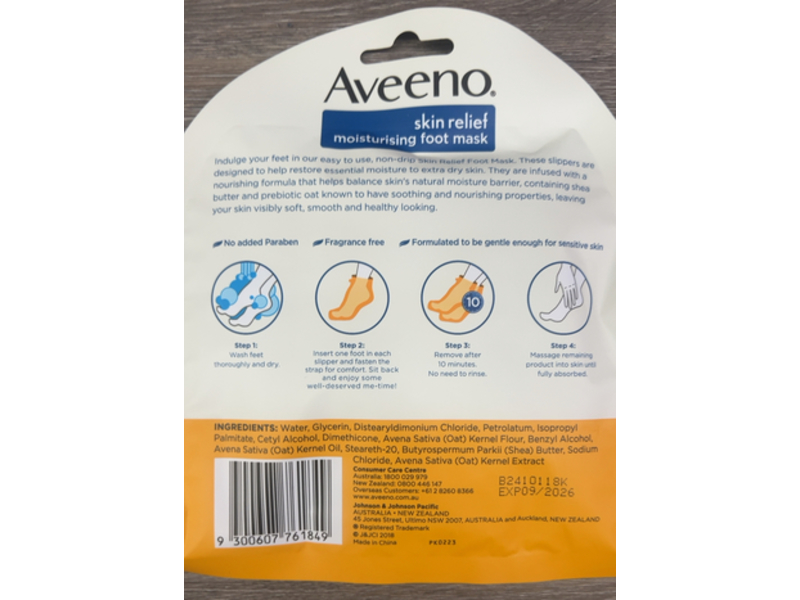 Aveeno®
skin relief
moisturising foot mask
Indulge your feet in our easy to use, non-drip Skin Relief Foot Mask. These slippers are
designed to help restore essential moisture to extra dry skin. They are infused with a
nourishing formula that helps balance skin's natural moisture barrier, containing shea
butter and prebiotic oat known to have soothing and nourishing properties, leaving
your skin visibly soft, smooth and healthy looking.
No added Paraben Fragrance free Formulated to be gentle enough for sensitive skin
10
Step 1:
Wash feet
thoroughly and dry.
Step 2:
Insert one foot in each
slipper and fasten the
strap for comfort. Sit back
and enjoy some
well-deserved me-time!
Step 3:
Remove after
10 minutes.
No need to rinse.
Step 4:
Massage remaining
product into skin until
fully absorbed.
INGREDIENTS: Water, Glycerin, Distearyldimonium Chloride, Petrolatum, Isopropyl
Palmitate, Cetyl Alcohol, Dimethicone, Avena Sativa (Oat) Kernel Flour, Benzyl Alcohol,
Avena Sativa (Oat) Kernel Oil, Steareth-20, Butyrospermum Parkii (Shea) Butter, Sodium
Chloride, Avena Sativa (Oat) Kernel Extract
Consumer Care Centre
Australia: 1800 029 979
New Zealand: 0800 446 147
Overseas Customers: +61 2 8260 8366
www.aveeno.com.au
Johnson & Johnson Pacific
AUSTRALIA • NEW ZEALAND
45 Jones Street, Ultimo NSW 2007, AUSTRALIA and Auckland, NEW ZEALAND
® Registered Trademark
© J&JCI 2018
Made in China PK0223
B2410118K
EXP09/2026
9 300607 761849